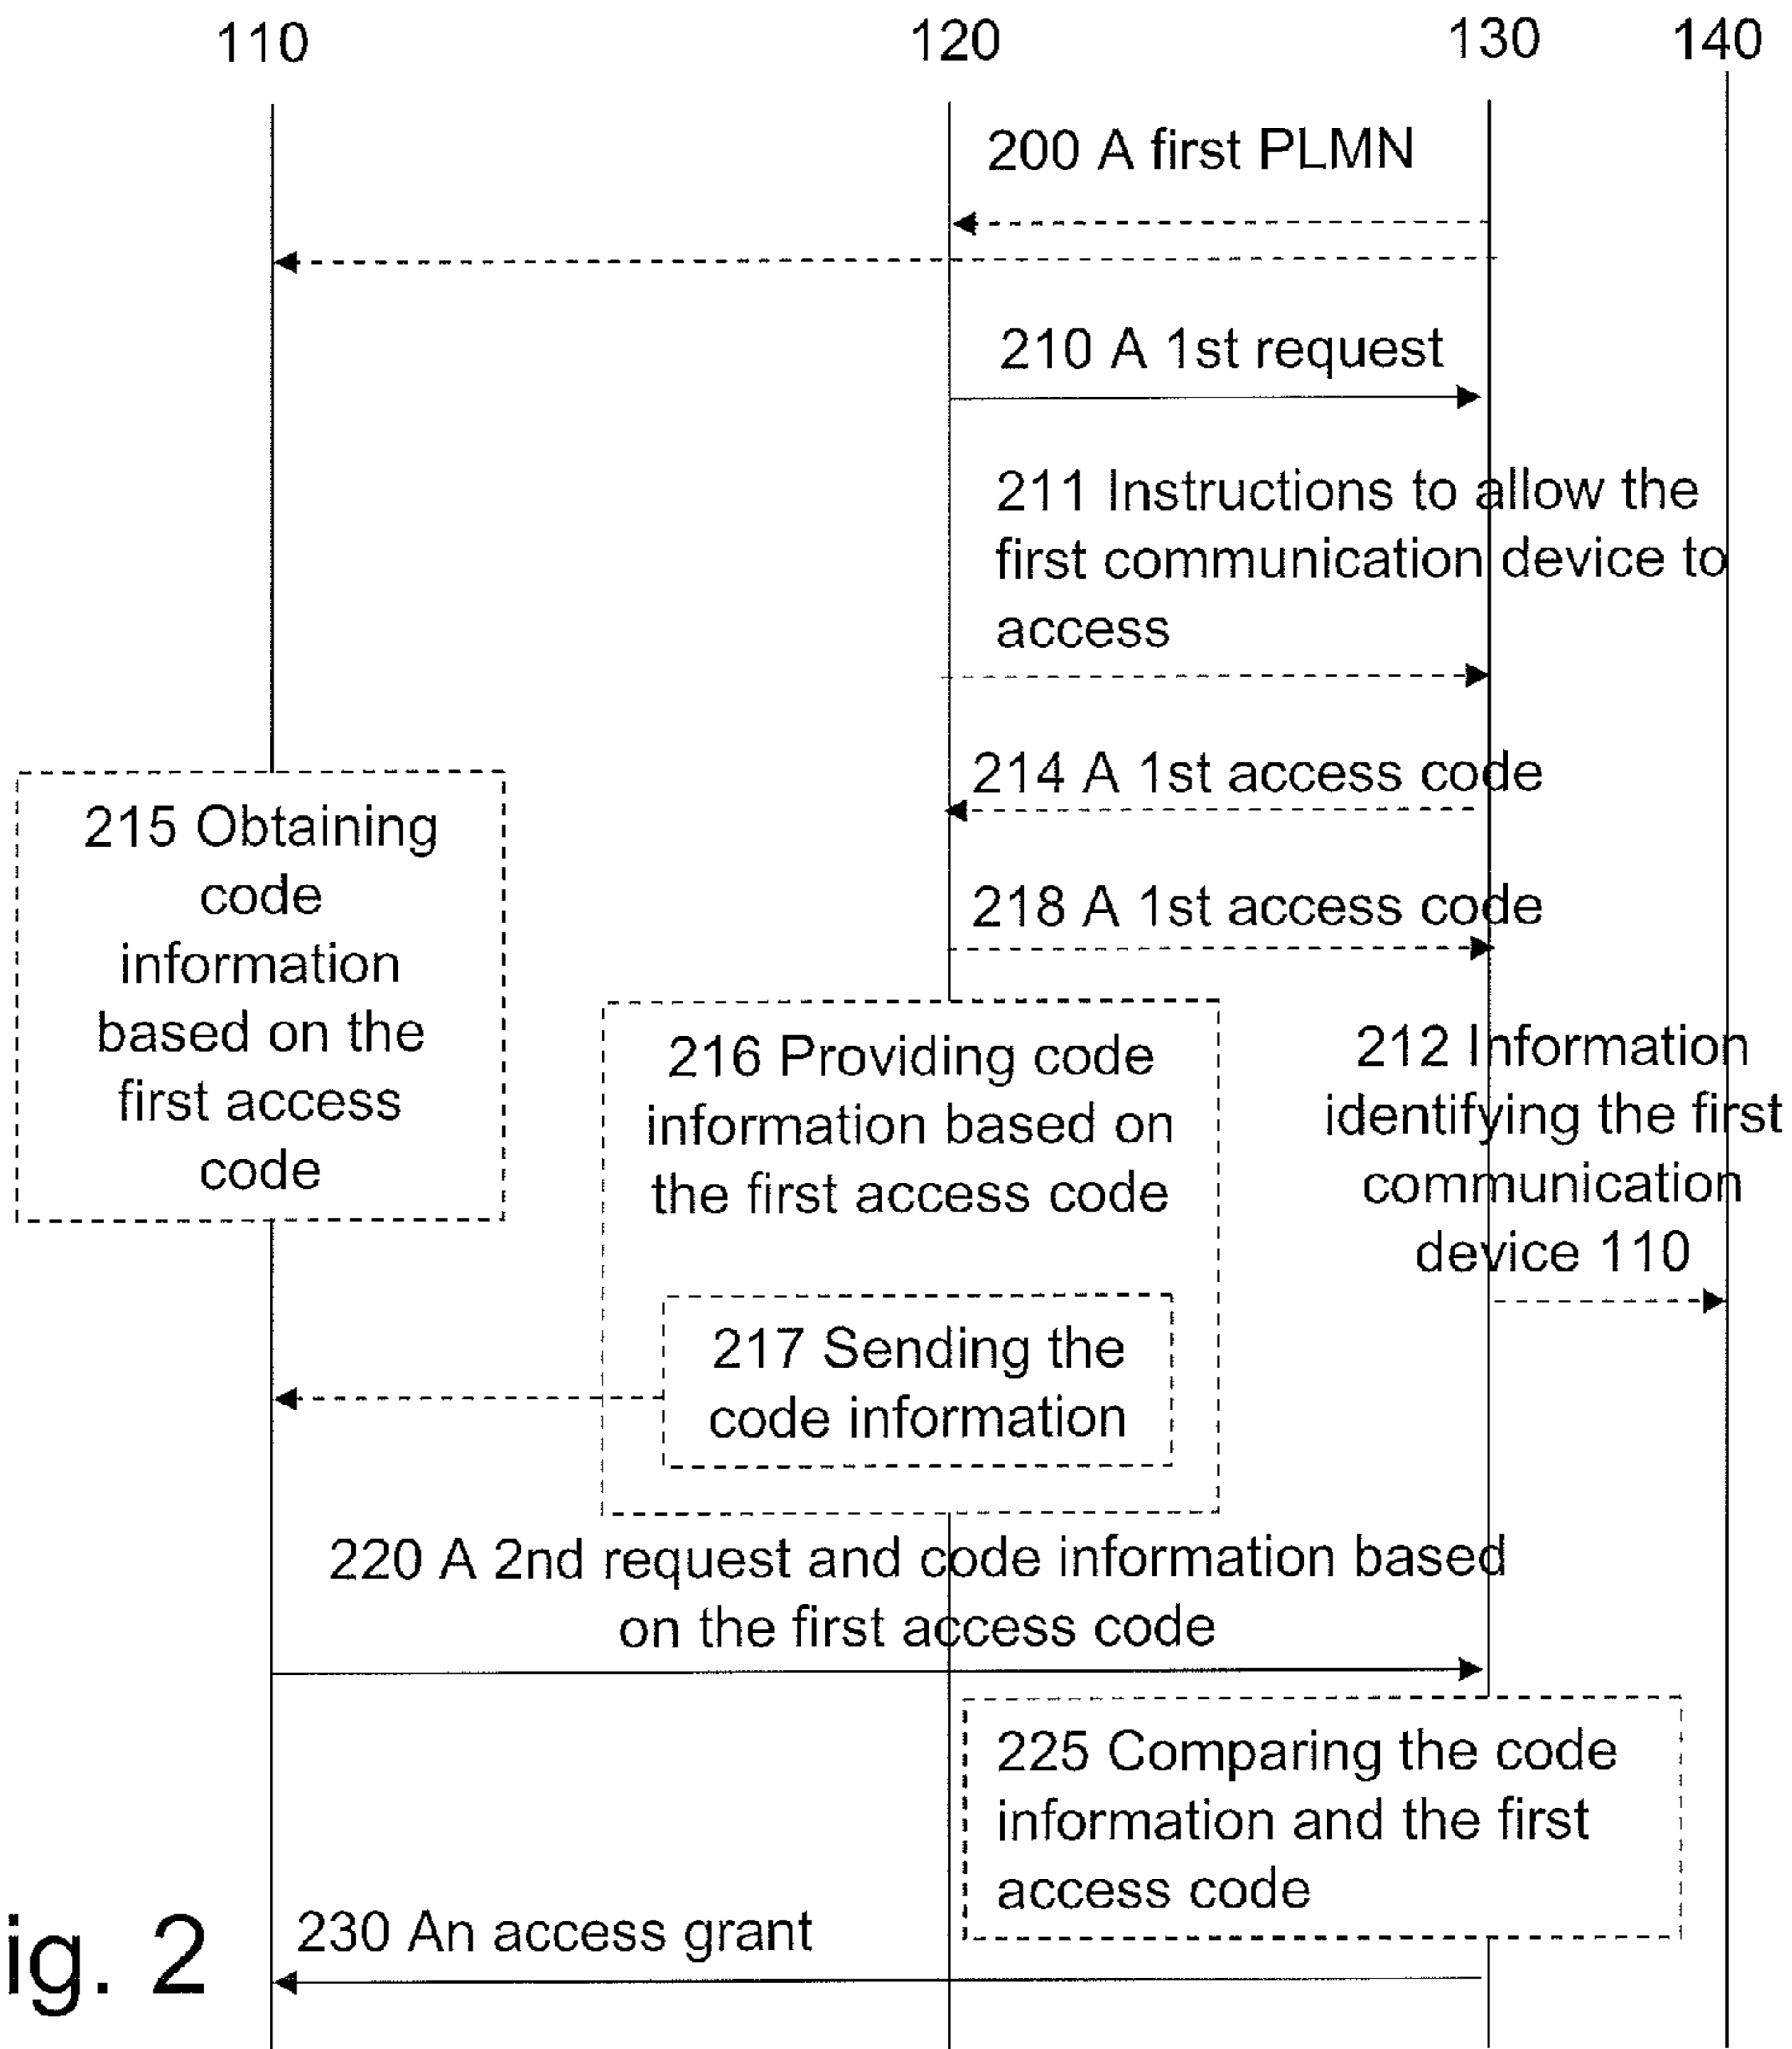 110
120
130
140
200 A first PLMN
210 A 1st request
211 Instructions to allow the
first communication device to
access
214 A 1st access code
215 Obtaining
code
information
based on the
first access
code
218 A 1st access code
216 Providing code
information based on
the first access code
212 Information
identifying the first
communication
device 110
217 Sending the
code information
220 A 2nd request and code information based
on the first access code
225 Comparing the code
information and the first
access code
230 An access grant
ig. 2